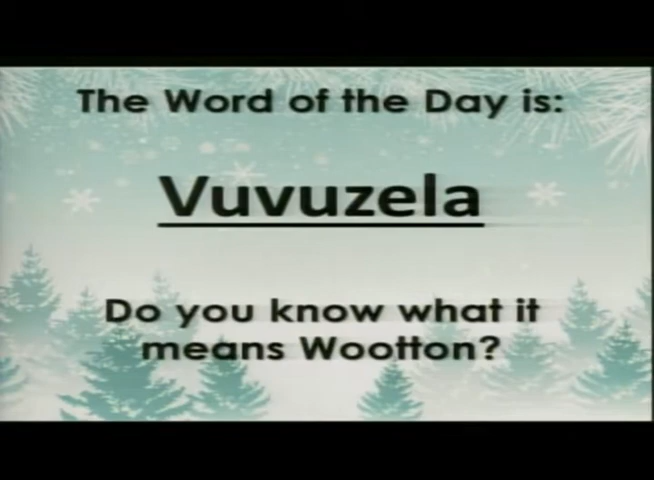 The Word of the Day is:
Vuvuzela
Do you know what it
means Wootton?